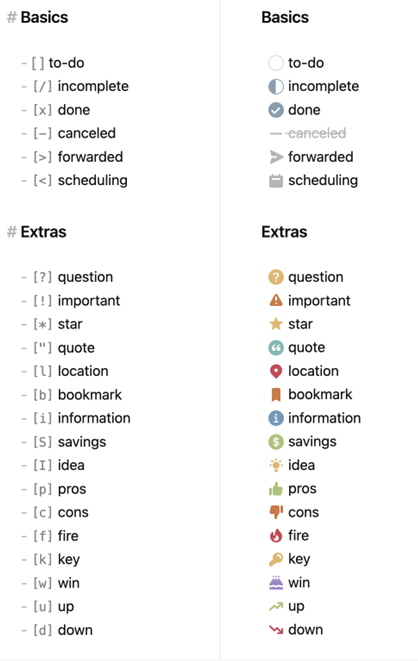 # Basics
- [ ] to-do
- [/] incomplete
- [x] done
- [-] canceled
- [>] forwarded
- [<] scheduling
# Extras
- [?] question
- [!] important
- [*] star
- ["] quote
- [l] location
- [b] bookmark
- [i] information
- [S] savings
- [I] idea
- [p] pros
- [c] cons
- [f] fire
- [k] key
- [w] win
- [u] up
- [d] down
Basics
to-do
incomplete
done
canceled
forwarded
scheduling
Extras
question
important
star
quote
location
bookmark
information
savings
idea
pros
cons
fire
key
win
up
down